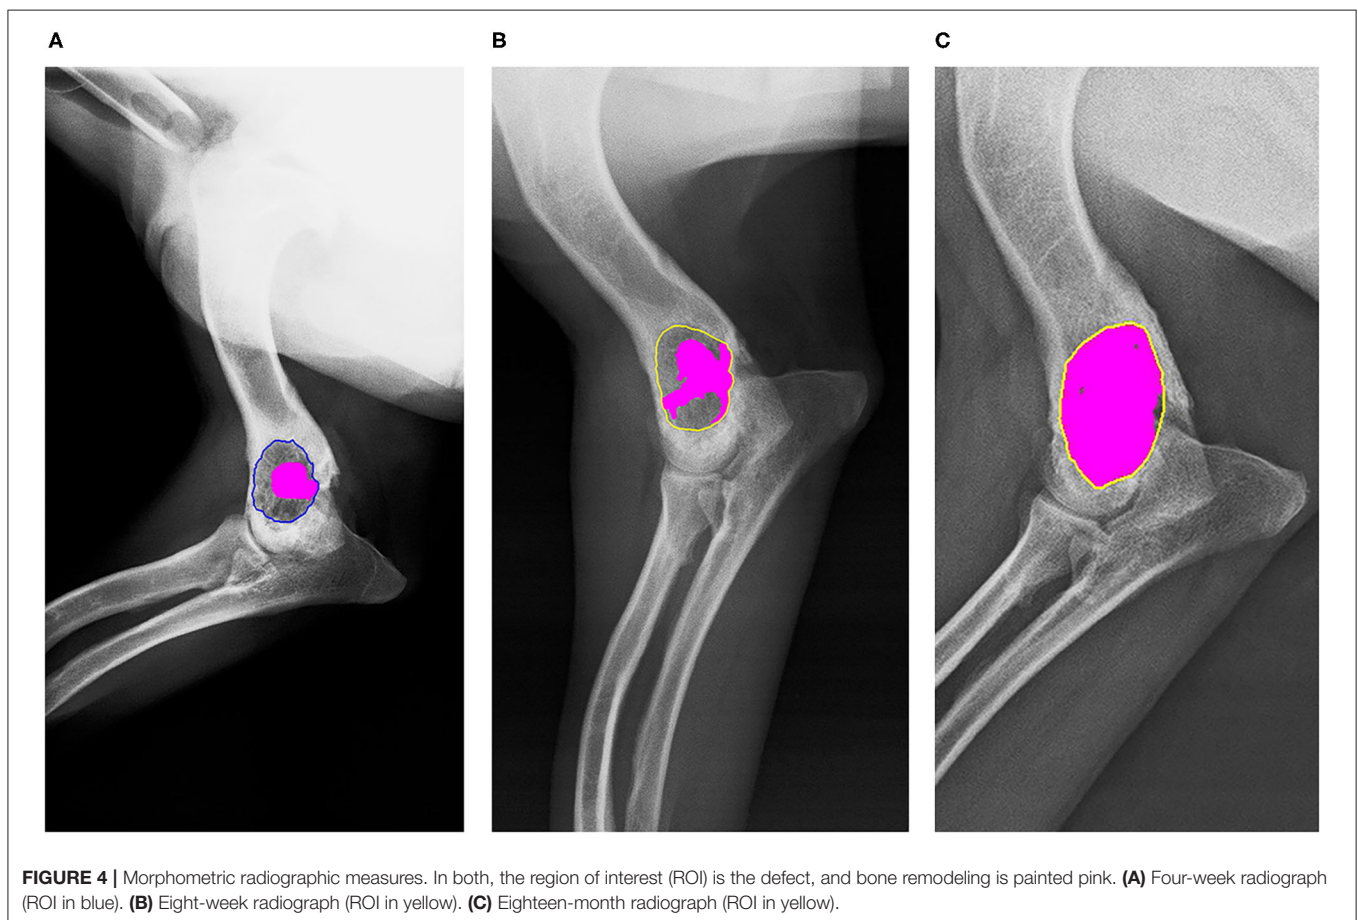 A
B
C
FIGURE 4 | Morphometric radiographic measures. In both, the region of interest (ROI) is the defect, and bone remodeling is painted pink. (A) Four-week radiograph
(ROI in blue). (B) Eight-week radiograph (ROI in yellow). (C) Eighteen-month radiograph (ROI in yellow).